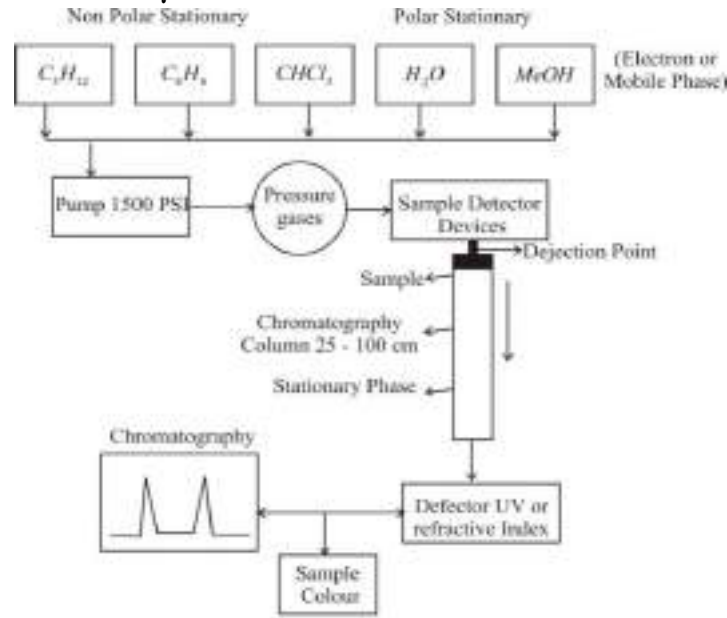 Non Polar Stationary Polar Stationary
C₅H₁₂ C₆H₆ CHCl₃ H₂O MeOH (Electron or
Mobile Phase)
Pump 1500 PSI
Pressure
gases
Sample Detector
Devices
Dejection Point
Sample
Chromatography
Column 25 - 100 cm
Stationary Phase
Chromatography
Defector UV or
refractive Index
Sample
Colour